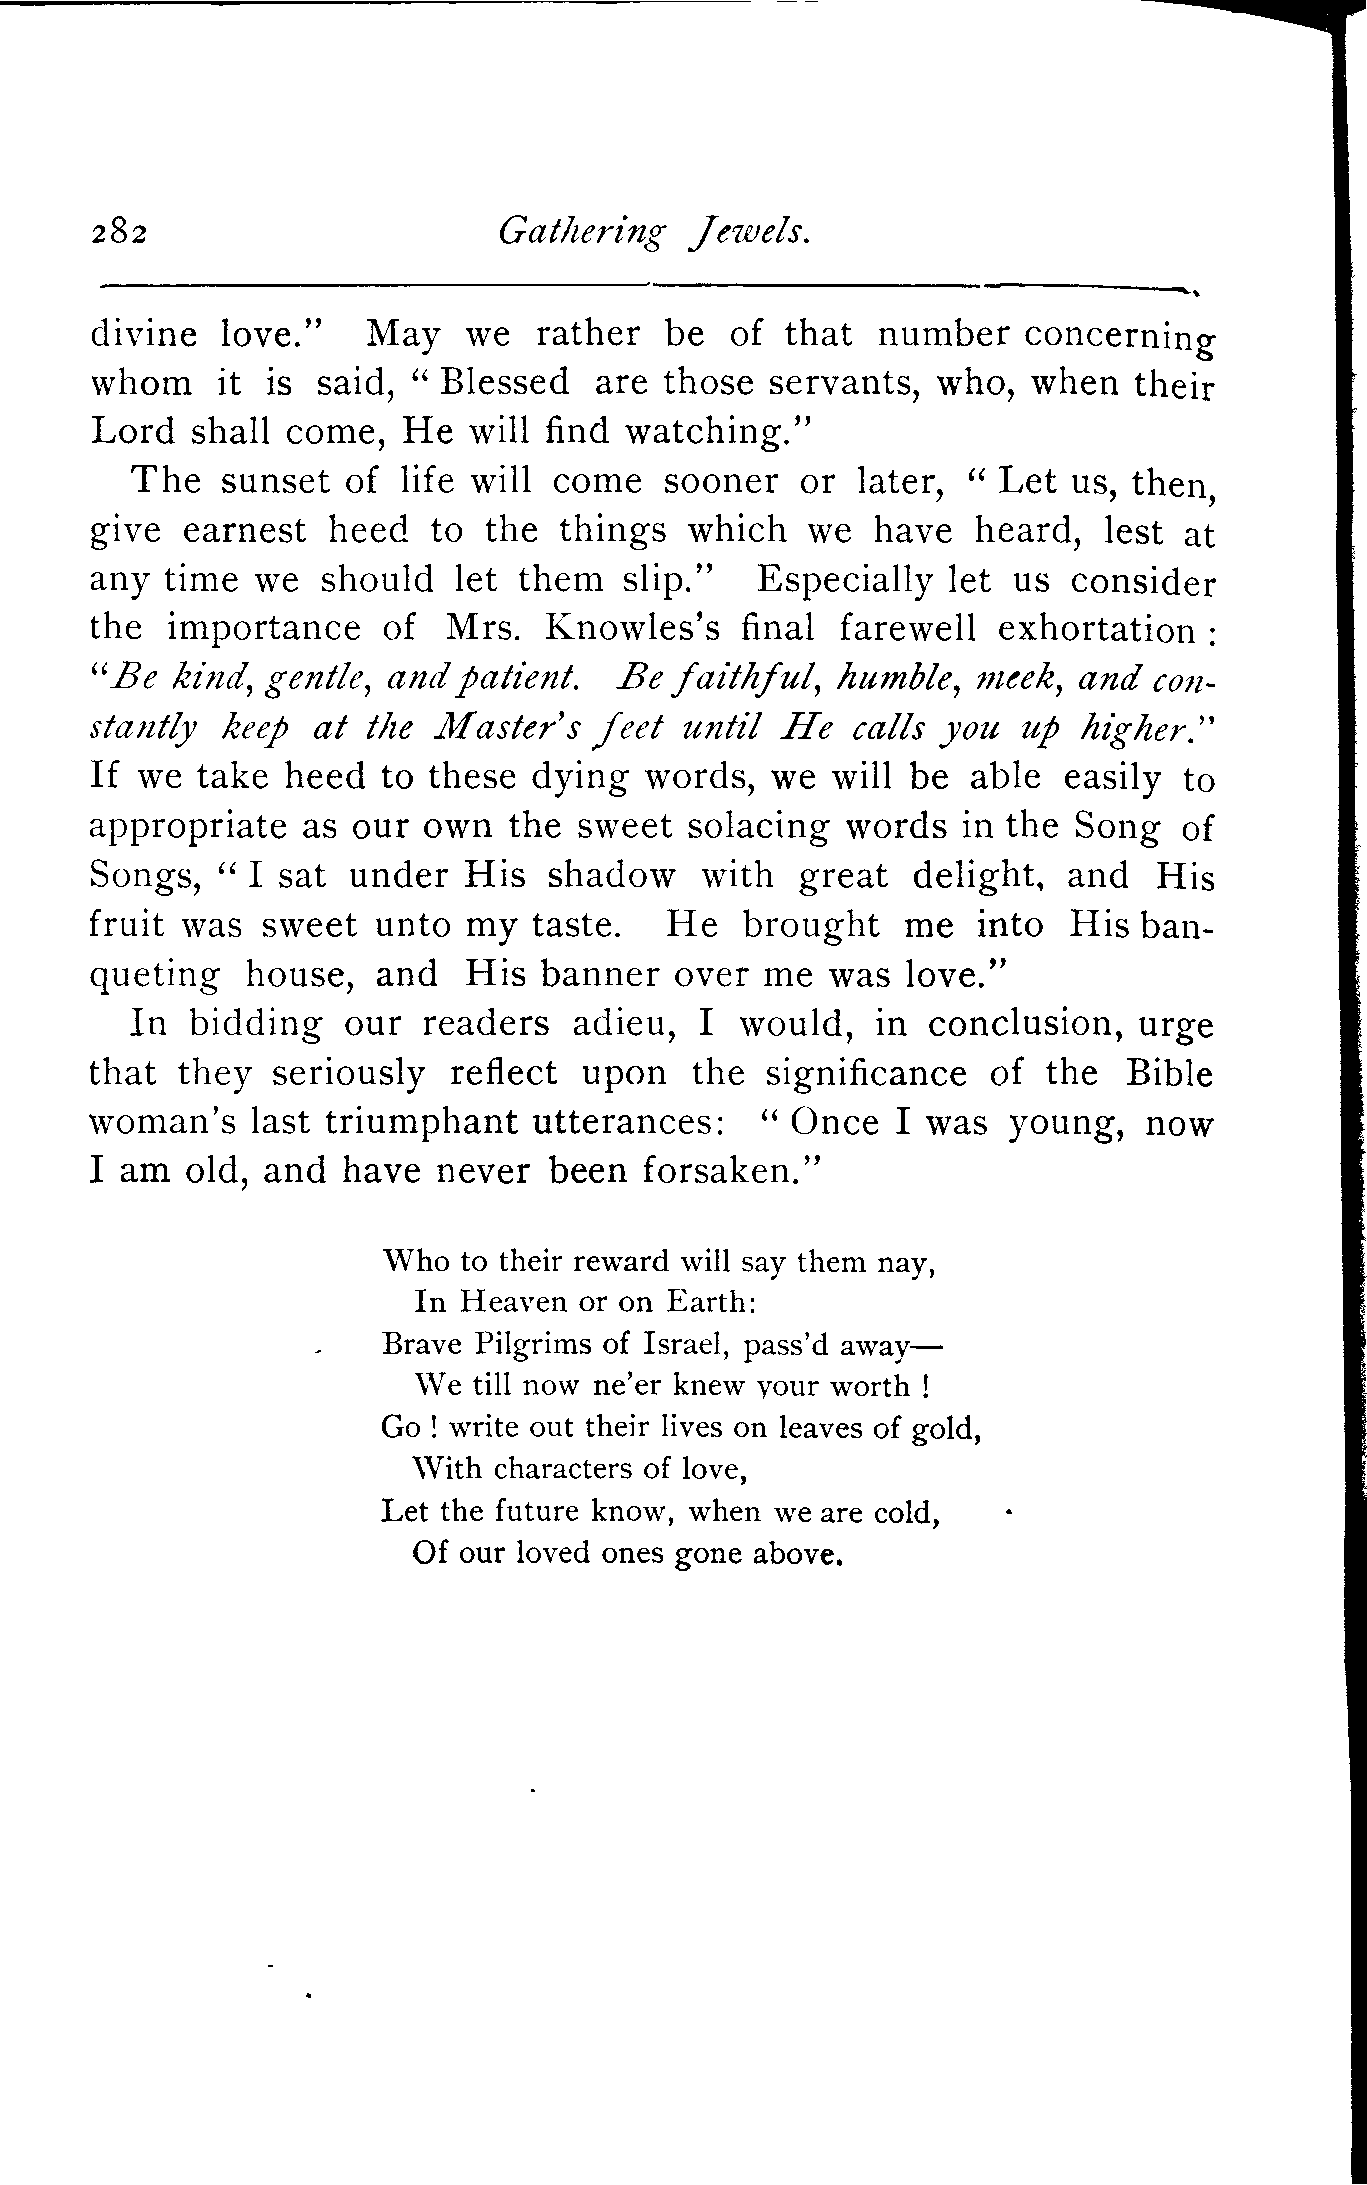 282 Gathering Jewels.
divine love." May we rather be of that number concerning
whom it is said, " Blessed are those servants, who, when their
Lord shall come, He will find watching."
The sunset of life will come sooner or later, " Let us, then,
give earnest heed to the things which we have heard, lest at
any time we should let them slip." Especially let us consider
the importance of Mrs. Knowles's final farewell exhortation :
"Be kind, gentle, and patient. Be faithful, humble, meek, and con-
stantly keep at the Master's feet until He calls you up higher."
If we take heed to these dying words, we will be able easily to
appropriate as our own the sweet solacing words in the Song of
Songs, " I sat under His shadow with great delight, and His
fruit was sweet unto my taste. He brought me into His ban-
queting house, and His banner over me was love."
In bidding our readers adieu, I would, in conclusion, urge
that they seriously reflect upon the significance of the Bible
woman's last triumphant utterances: " Once I was young, now
I am old, and have never been forsaken."
Who to their reward will say them nay,
In Heaven or on Earth:
Brave Pilgrims of Israel, pass'd away—
We till now ne'er knew your worth !
Go ! write out their lives on leaves of gold,
With characters of love,
Let the future know, when we are cold,
Of our loved ones gone above.